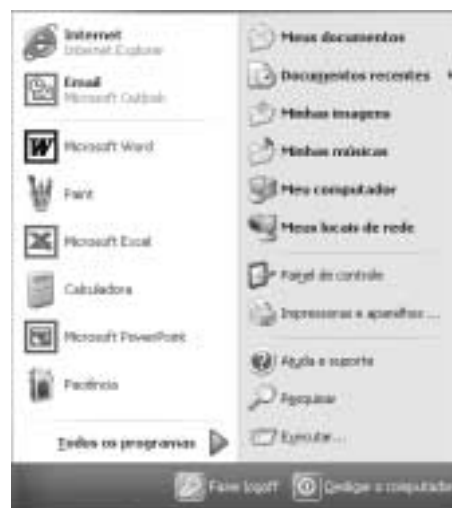 Internet
Internet Explorer
Email
Microsoft Outlook
Microsoft Word
Paint
Microsoft Excel
Calculadora
Microsoft PowerPoint
Paciência
Todos os programas
Meus documentos
Documentos recentes
Minhas imagens
Minhas músicas
Meu computador
Meus locais de rede
Painel de controle
Impressoras e aparelhos ...
Ajuda e suporte
Pesquisar
Executar...
Fazer logoff
Desligar o computador